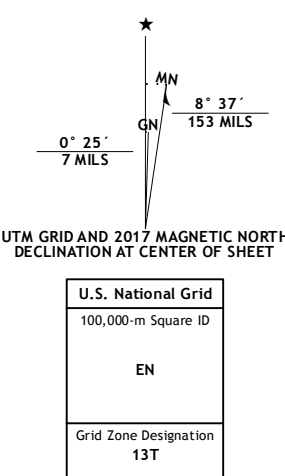 ★
MN
8° 37´
153 MILS
GN
0° 25´
7 MILS
UTM GRID AND 2017 MAGNETIC NORTH
DECLINATION AT CENTER OF SHEET
U.S. National Grid
100,000-m Square ID
EN
Grid Zone Designation
13T